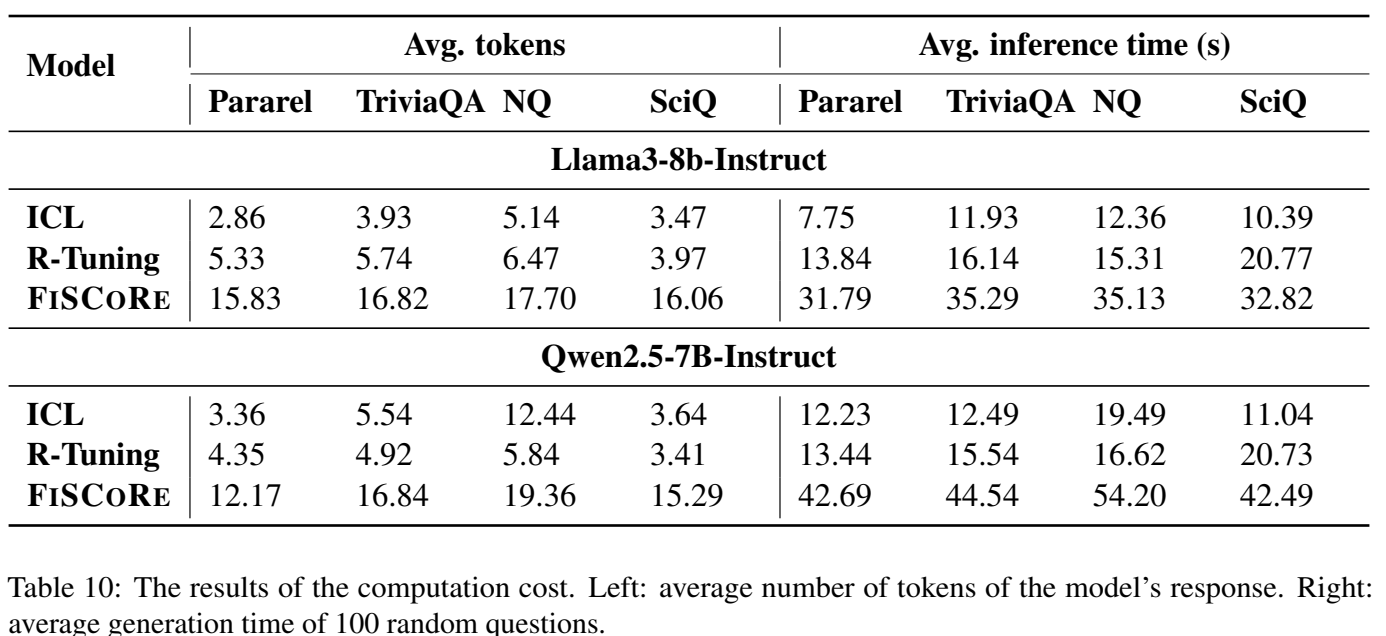 Model Avg. tokens Avg. inference time (s)
Pararel TriviaQA NQ SciQ Pararel TriviaQA NQ SciQ
Llama3-8b-Instruct
ICL 2.86 3.93 5.14 3.47 7.75 11.93 12.36 10.39
R-Tuning 5.33 5.74 6.47 3.97 13.84 16.14 15.31 20.77
FISCORE 15.83 16.82 17.70 16.06 31.79 35.29 35.13 32.82
Qwen2.5-7B-Instruct
ICL 3.36 5.54 12.44 3.64 12.23 12.49 19.49 11.04
R-Tuning 4.35 4.92 5.84 3.41 13.44 15.54 16.62 20.73
FISCORE 12.17 16.84 19.36 15.29 42.69 44.54 54.20 42.49
Table 10: The results of the computation cost. Left: average number of tokens of the model's response. Right:
average generation time of 100 random questions.